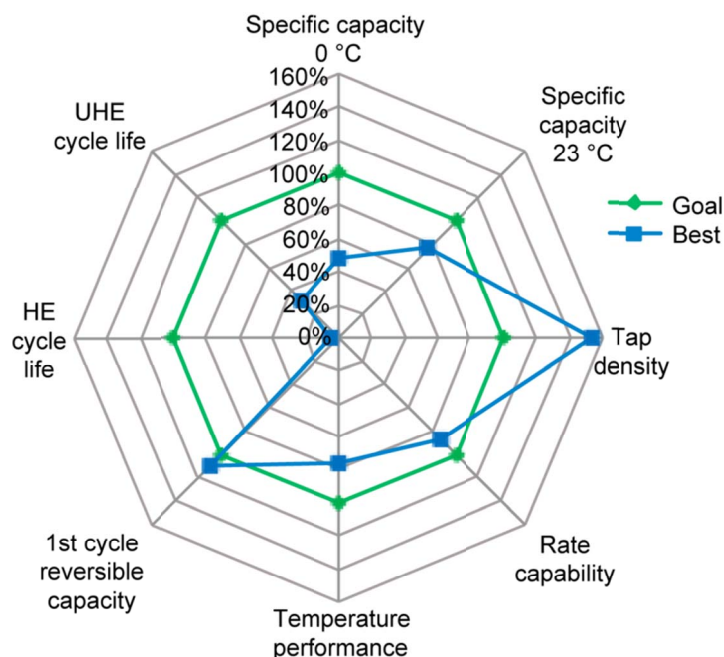 Specific capacity
0 °C
160%
140%
120%
100%
80%
60%
40%
20%
0%
Specific
capacity
23 °C
Goal
Best
Tap
density
Rate
capability
Temperature
performance
1st cycle
reversible
capacity
HE
cycle
life
UHE
cycle life